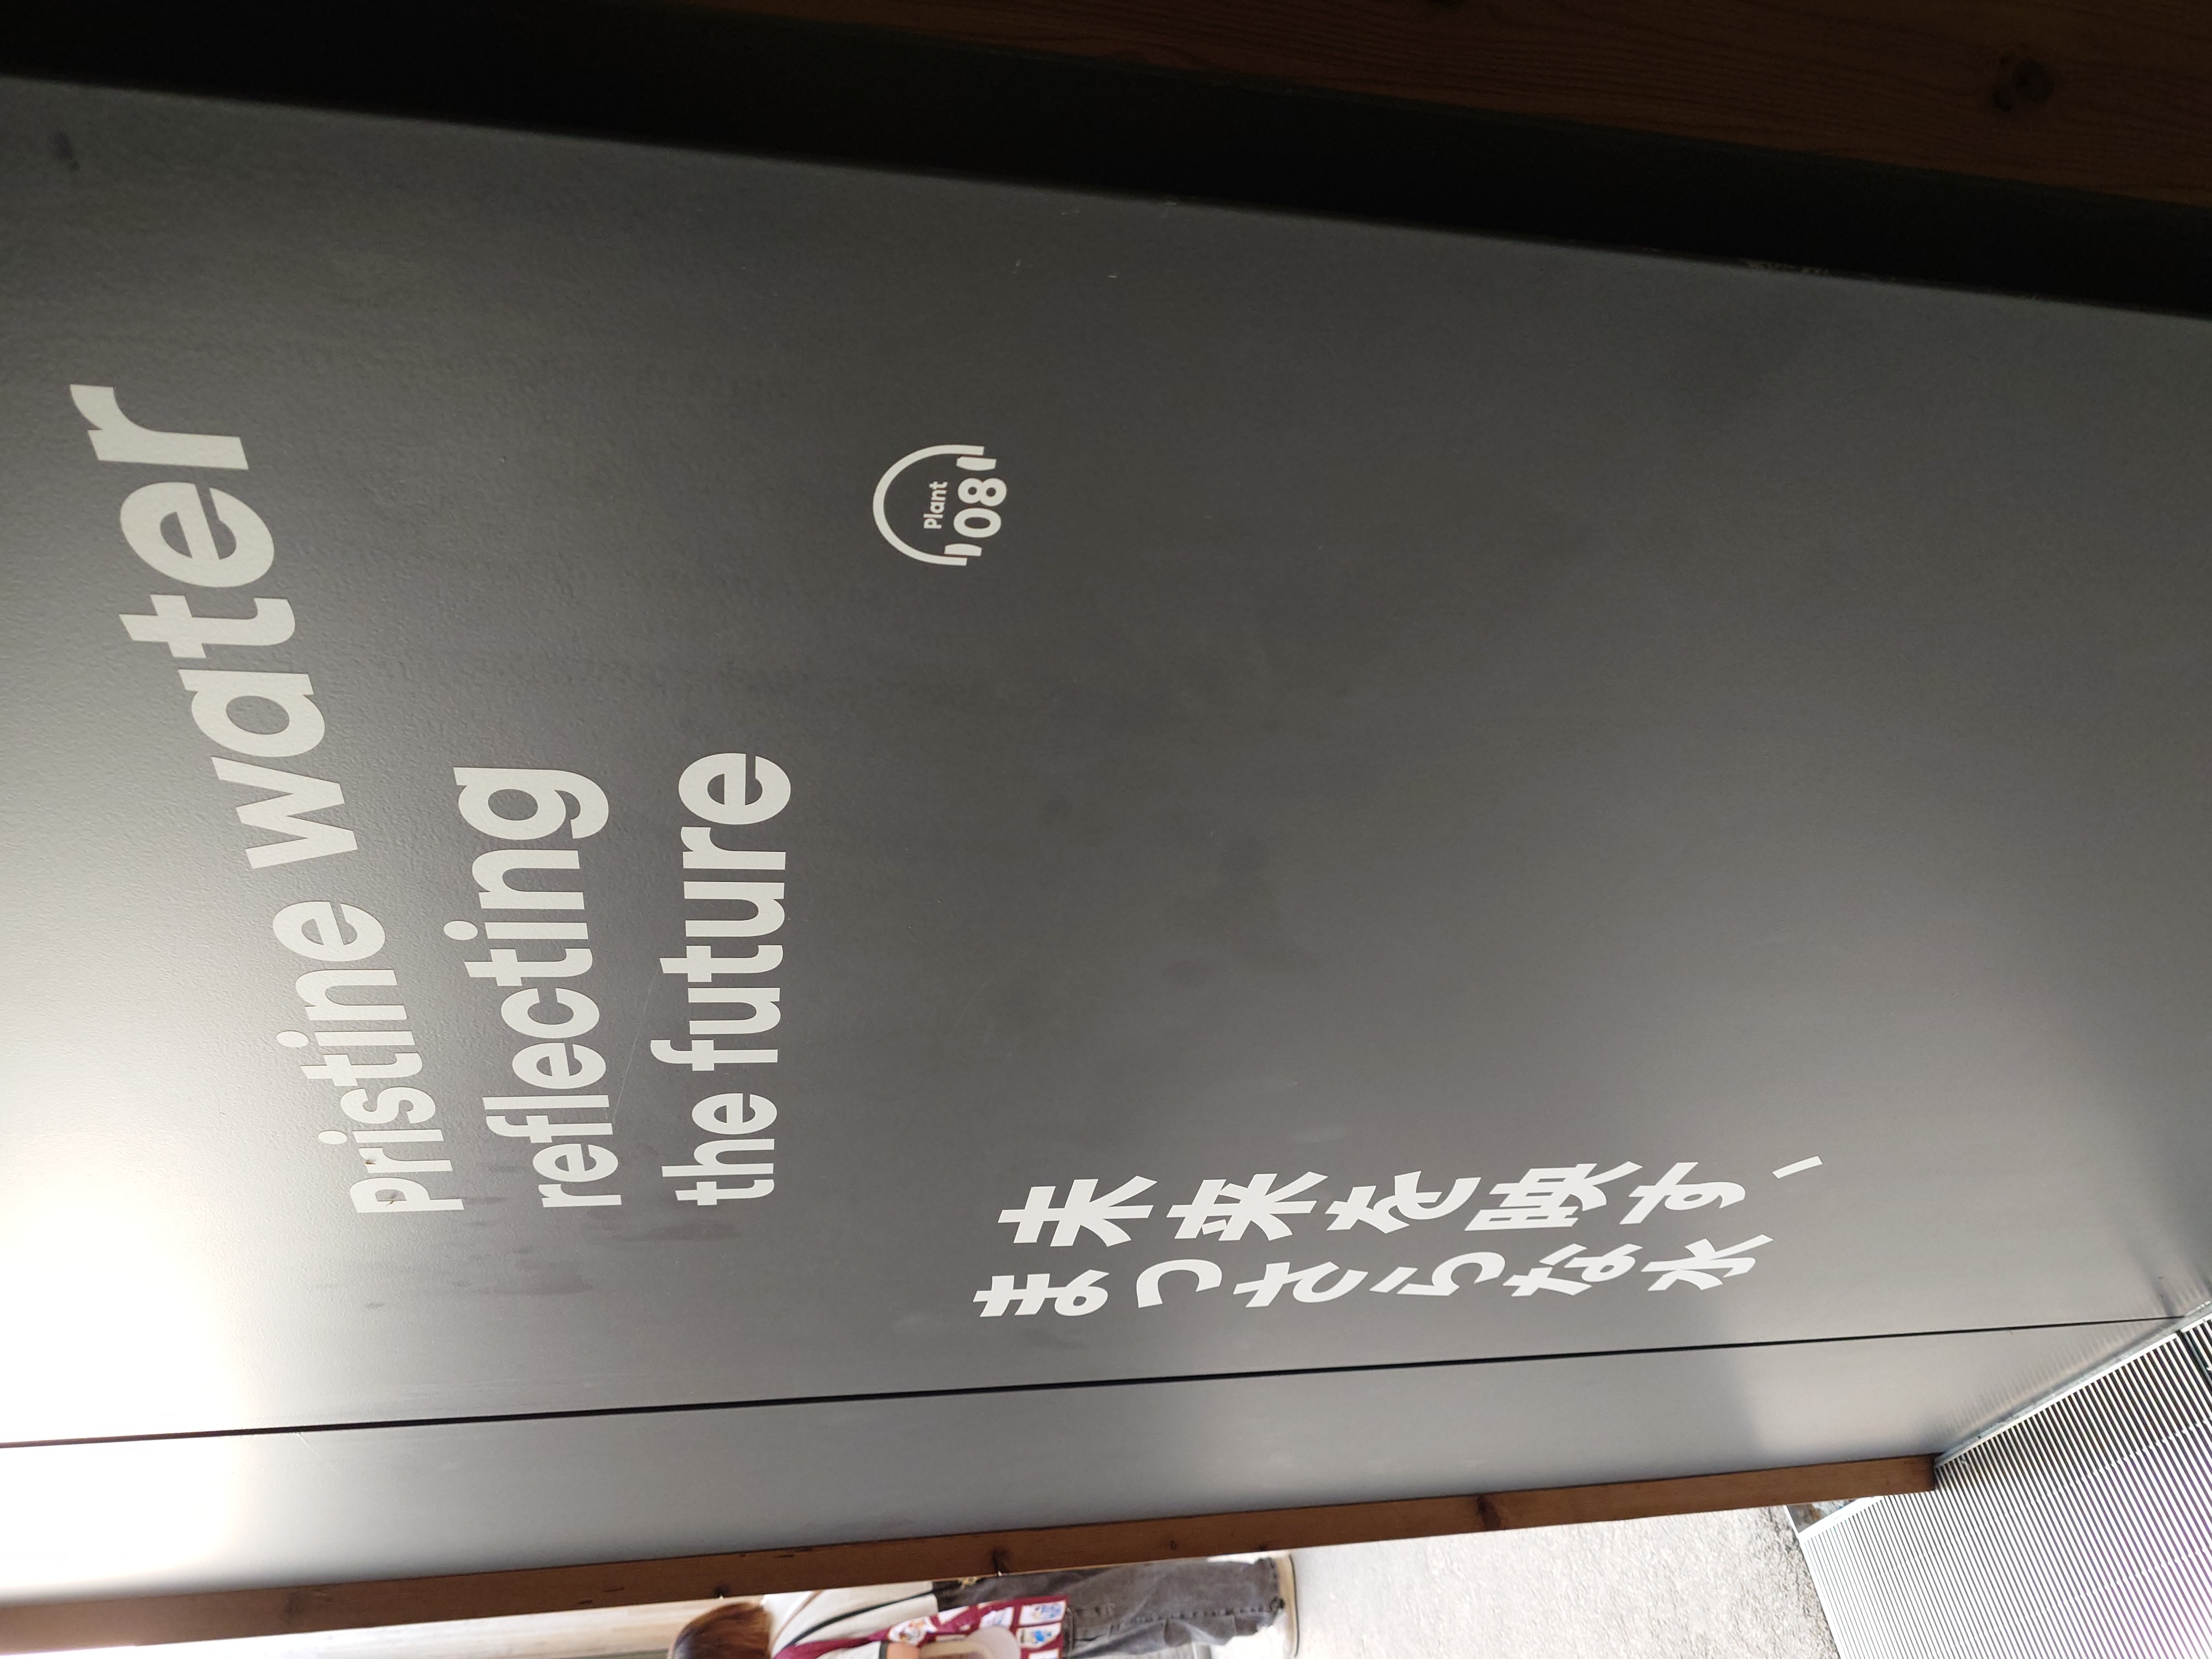 pristine water
reflecting
the future
Plant
08
未来を映す、
まっさらな水